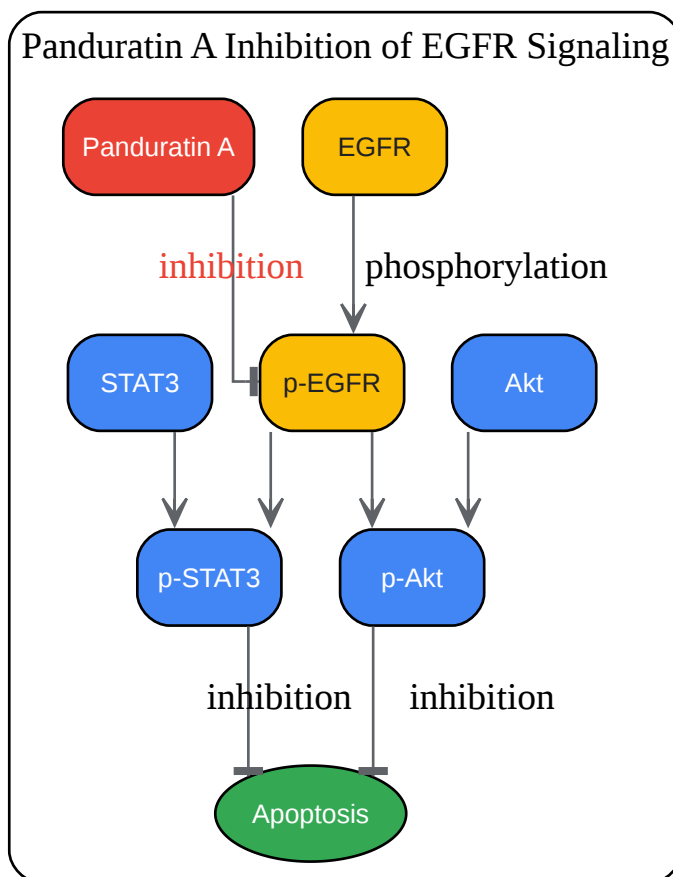 Panduratin A Inhibition of EGFR Signaling
Panduratin A
EGFR
inhibition
phosphorylation
STAT3
p-EGFR
Akt
p-STAT3
p-Akt
inhibition
inhibition
Apoptosis